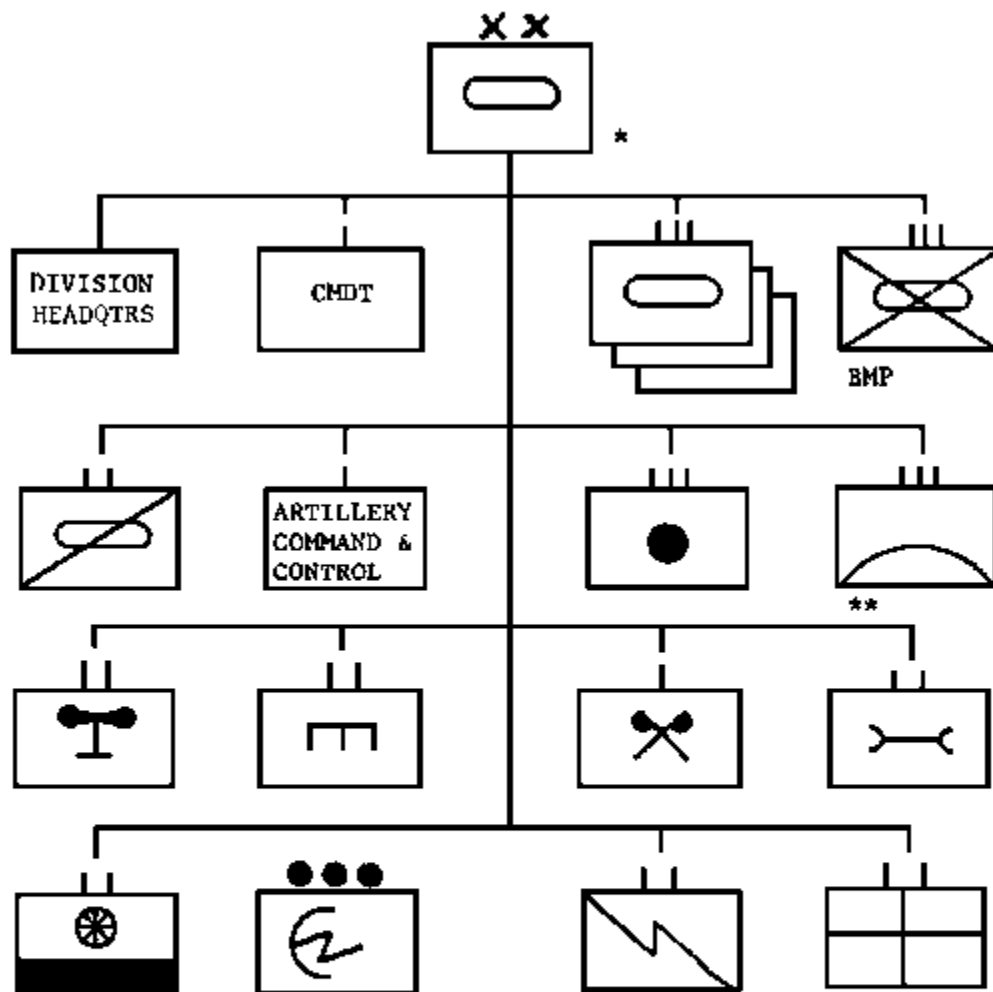 *
DIVISION
HEADQTRS
CMDT
BMP
ARTILLERY
COMMAND &
CONTROL
**